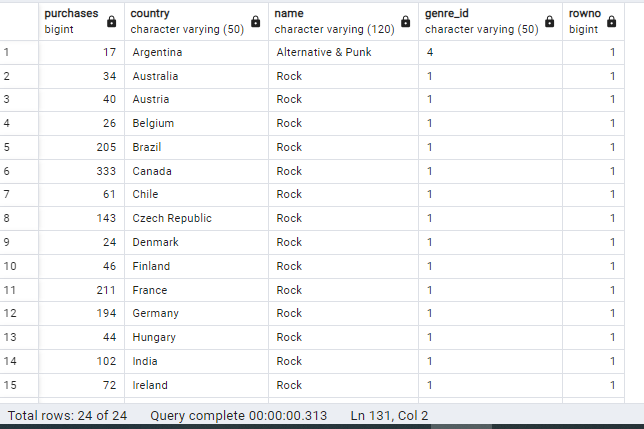 purchases country name genre_id rowno
bigint character varying (50) character varying (120) character varying (50) bigint
1 17 Argentina Alternative & Punk 4 1
2 34 Australia Rock 1 1
3 40 Austria Rock 1 1
4 26 Belgium Rock 1 1
5 205 Brazil Rock 1 1
6 333 Canada Rock 1 1
7 61 Chile Rock 1 1
8 143 Czech Republic Rock 1 1
9 24 Denmark Rock 1 1
10 46 Finland Rock 1 1
11 211 France Rock 1 1
12 194 Germany Rock 1 1
13 44 Hungary Rock 1 1
14 102 India Rock 1 1
15 72 Ireland Rock 1 1
Total rows: 24 of 24 Query complete 00:00:00.313 Ln 131, Col 2